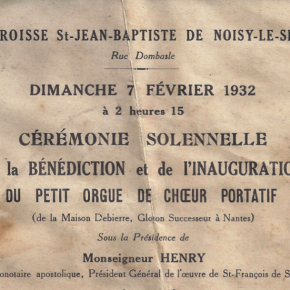 ROISSE St-JEAN-BAPTISTE DE NOISY-LE-SE
Rue Dombasle
DIMANCHE 7 FÉVRIER 1932
à 2 heures 15
CÉRÉMONIE SOLENNELLE
la BÉNÉDICTION et de l'INAUGURATIO
DU PETIT ORGUE DE CHŒUR PORTATIF
(de la Maison Debierre, Gloton Successeur à Nantes)
Sous la Présidence de
Monseigneur HENRY
onotaire apostolique, Président Général de l'œuvre de St-François de S